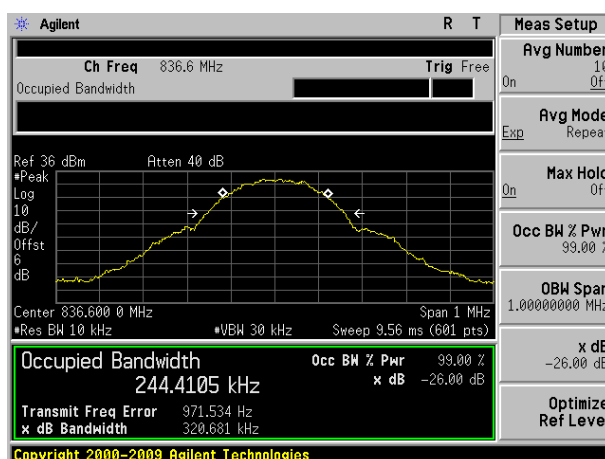 Agilent R T Meas Setup
Avg Number
10
On Off
Ch Freq 836.6 MHz Trig Free
Occupied Bandwidth
Avg Mode
Exp Repeat
Ref 36 dBm Atten 40 dB
#Peak
Log
10
dB/
Offst
6
dB
Max Hold
On Off
Occ BW % Pwr
99.00 %
OBW Span
1.00000000 MHz
Center 836.600 0 MHz Span 1 MHz
#Res BW 10 kHz #VBW 30 kHz Sweep 9.56 ms (601 pts)
x dB
-26.00 dB
Occupied Bandwidth Occ BW % Pwr 99.00 %
244.4105 kHz x dB -26.00 dB
Transmit Freq Error 971.534 Hz
x dB Bandwidth 320.681 kHz
Optimize
Ref Level
Copyright 2000-2009 Agilent Technologies